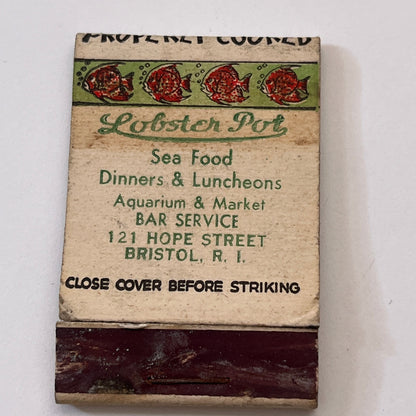 PROPERLY COOKED
Lobster Pot
Sea Food
Dinners & Luncheons
Aquarium & Market
BAR SERVICE
121 HOPE STREET
BRISTOL, R. I.
CLOSE COVER BEFORE STRIKING